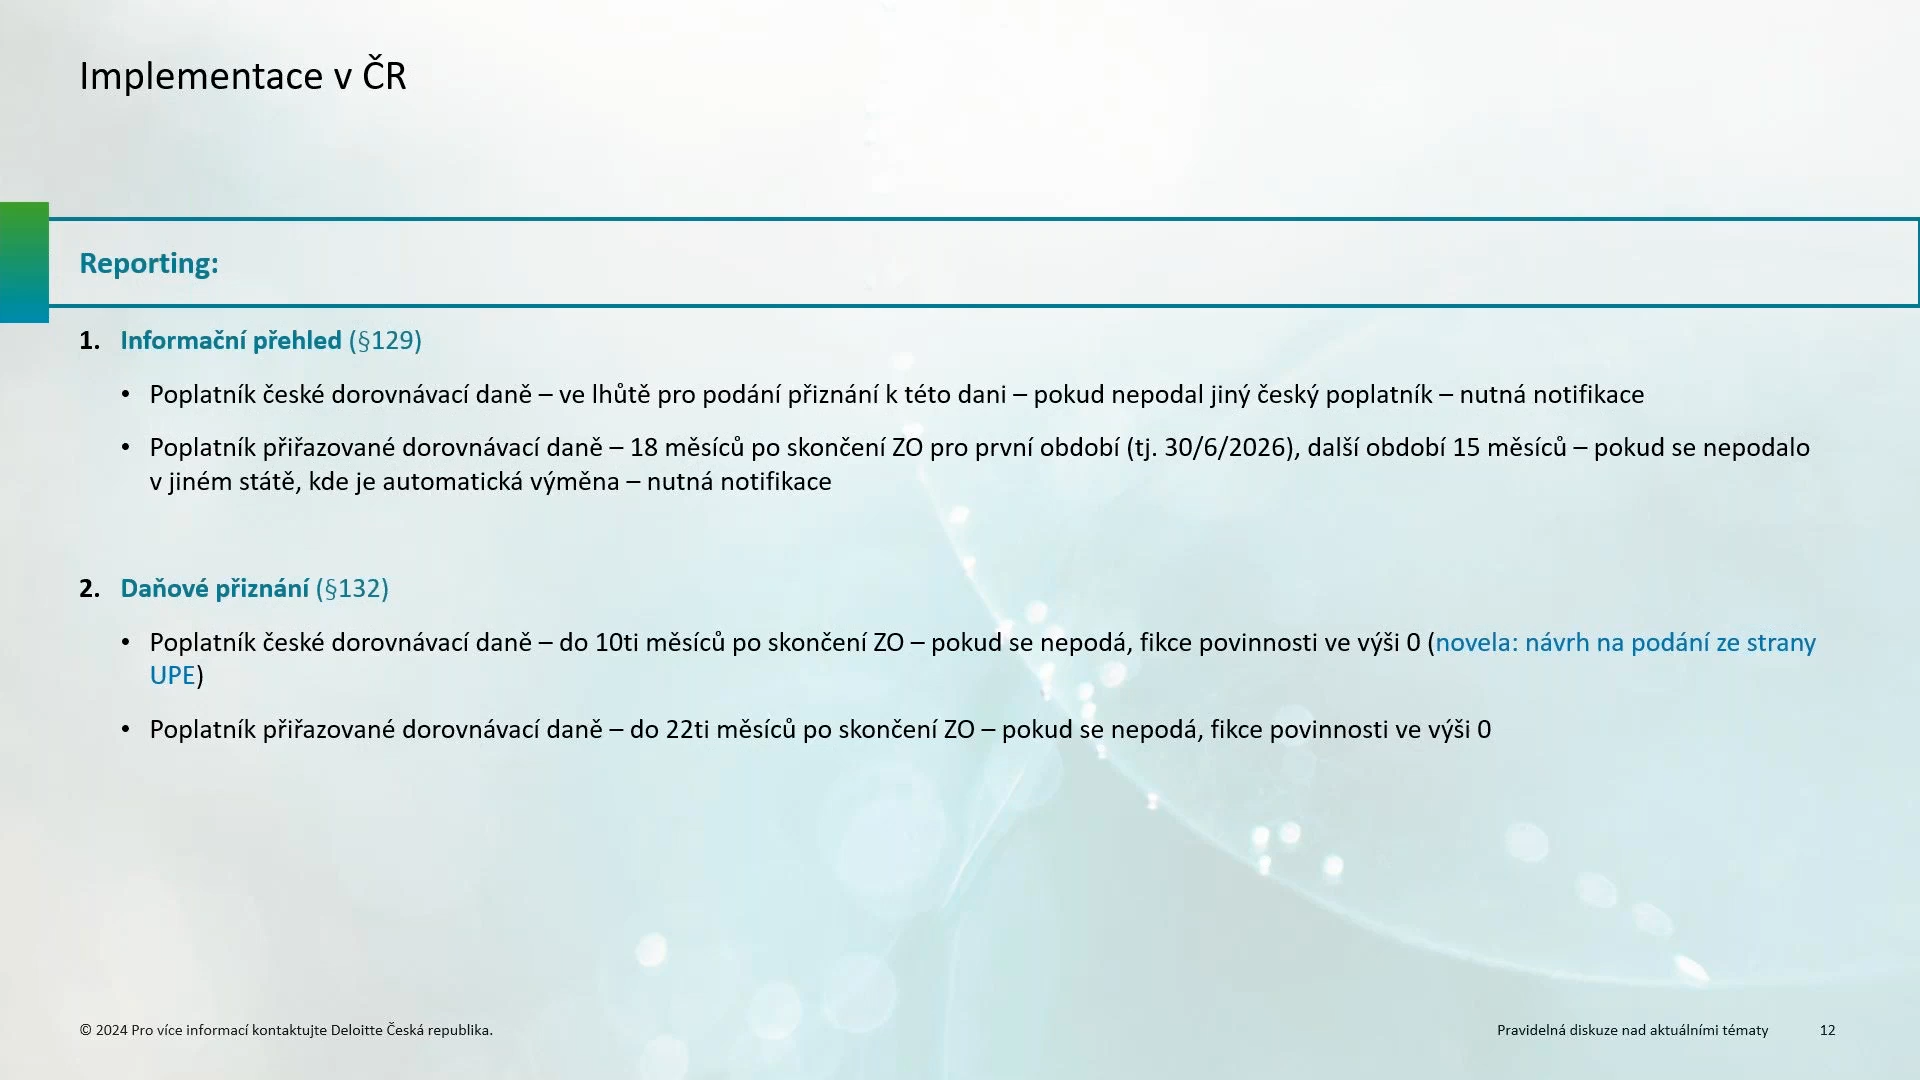 Implementace v ČR
Reporting:
1. Informační přehled (§129)
• Poplatník české dorovnávací daně – ve lhůtě pro podání přiznání k této dani – pokud nepodal jiný český poplatník – nutná notifikace
• Poplatník přiřazované dorovnávací daně – 18 měsíců po skončení ZO pro první období (tj. 30/6/2026), další období 15 měsíců – pokud se nepodalo
v jiném státě, kde je automatická výměna – nutná notifikace
2. Daňové přiznání (§132)
• Poplatník české dorovnávací daně – do 10ti měsíců po skončení ZO – pokud se nepodá, fikce povinnosti ve výši 0 (novela: návrh na podání ze strany
UPE)
• Poplatník přiřazované dorovnávací daně – do 22ti měsíců po skončení ZO – pokud se nepodá, fikce povinnosti ve výši 0
© 2024 Pro více informací kontaktujte Deloitte Česká republika.
Pravidelná diskuze nad aktuálními tématy 12